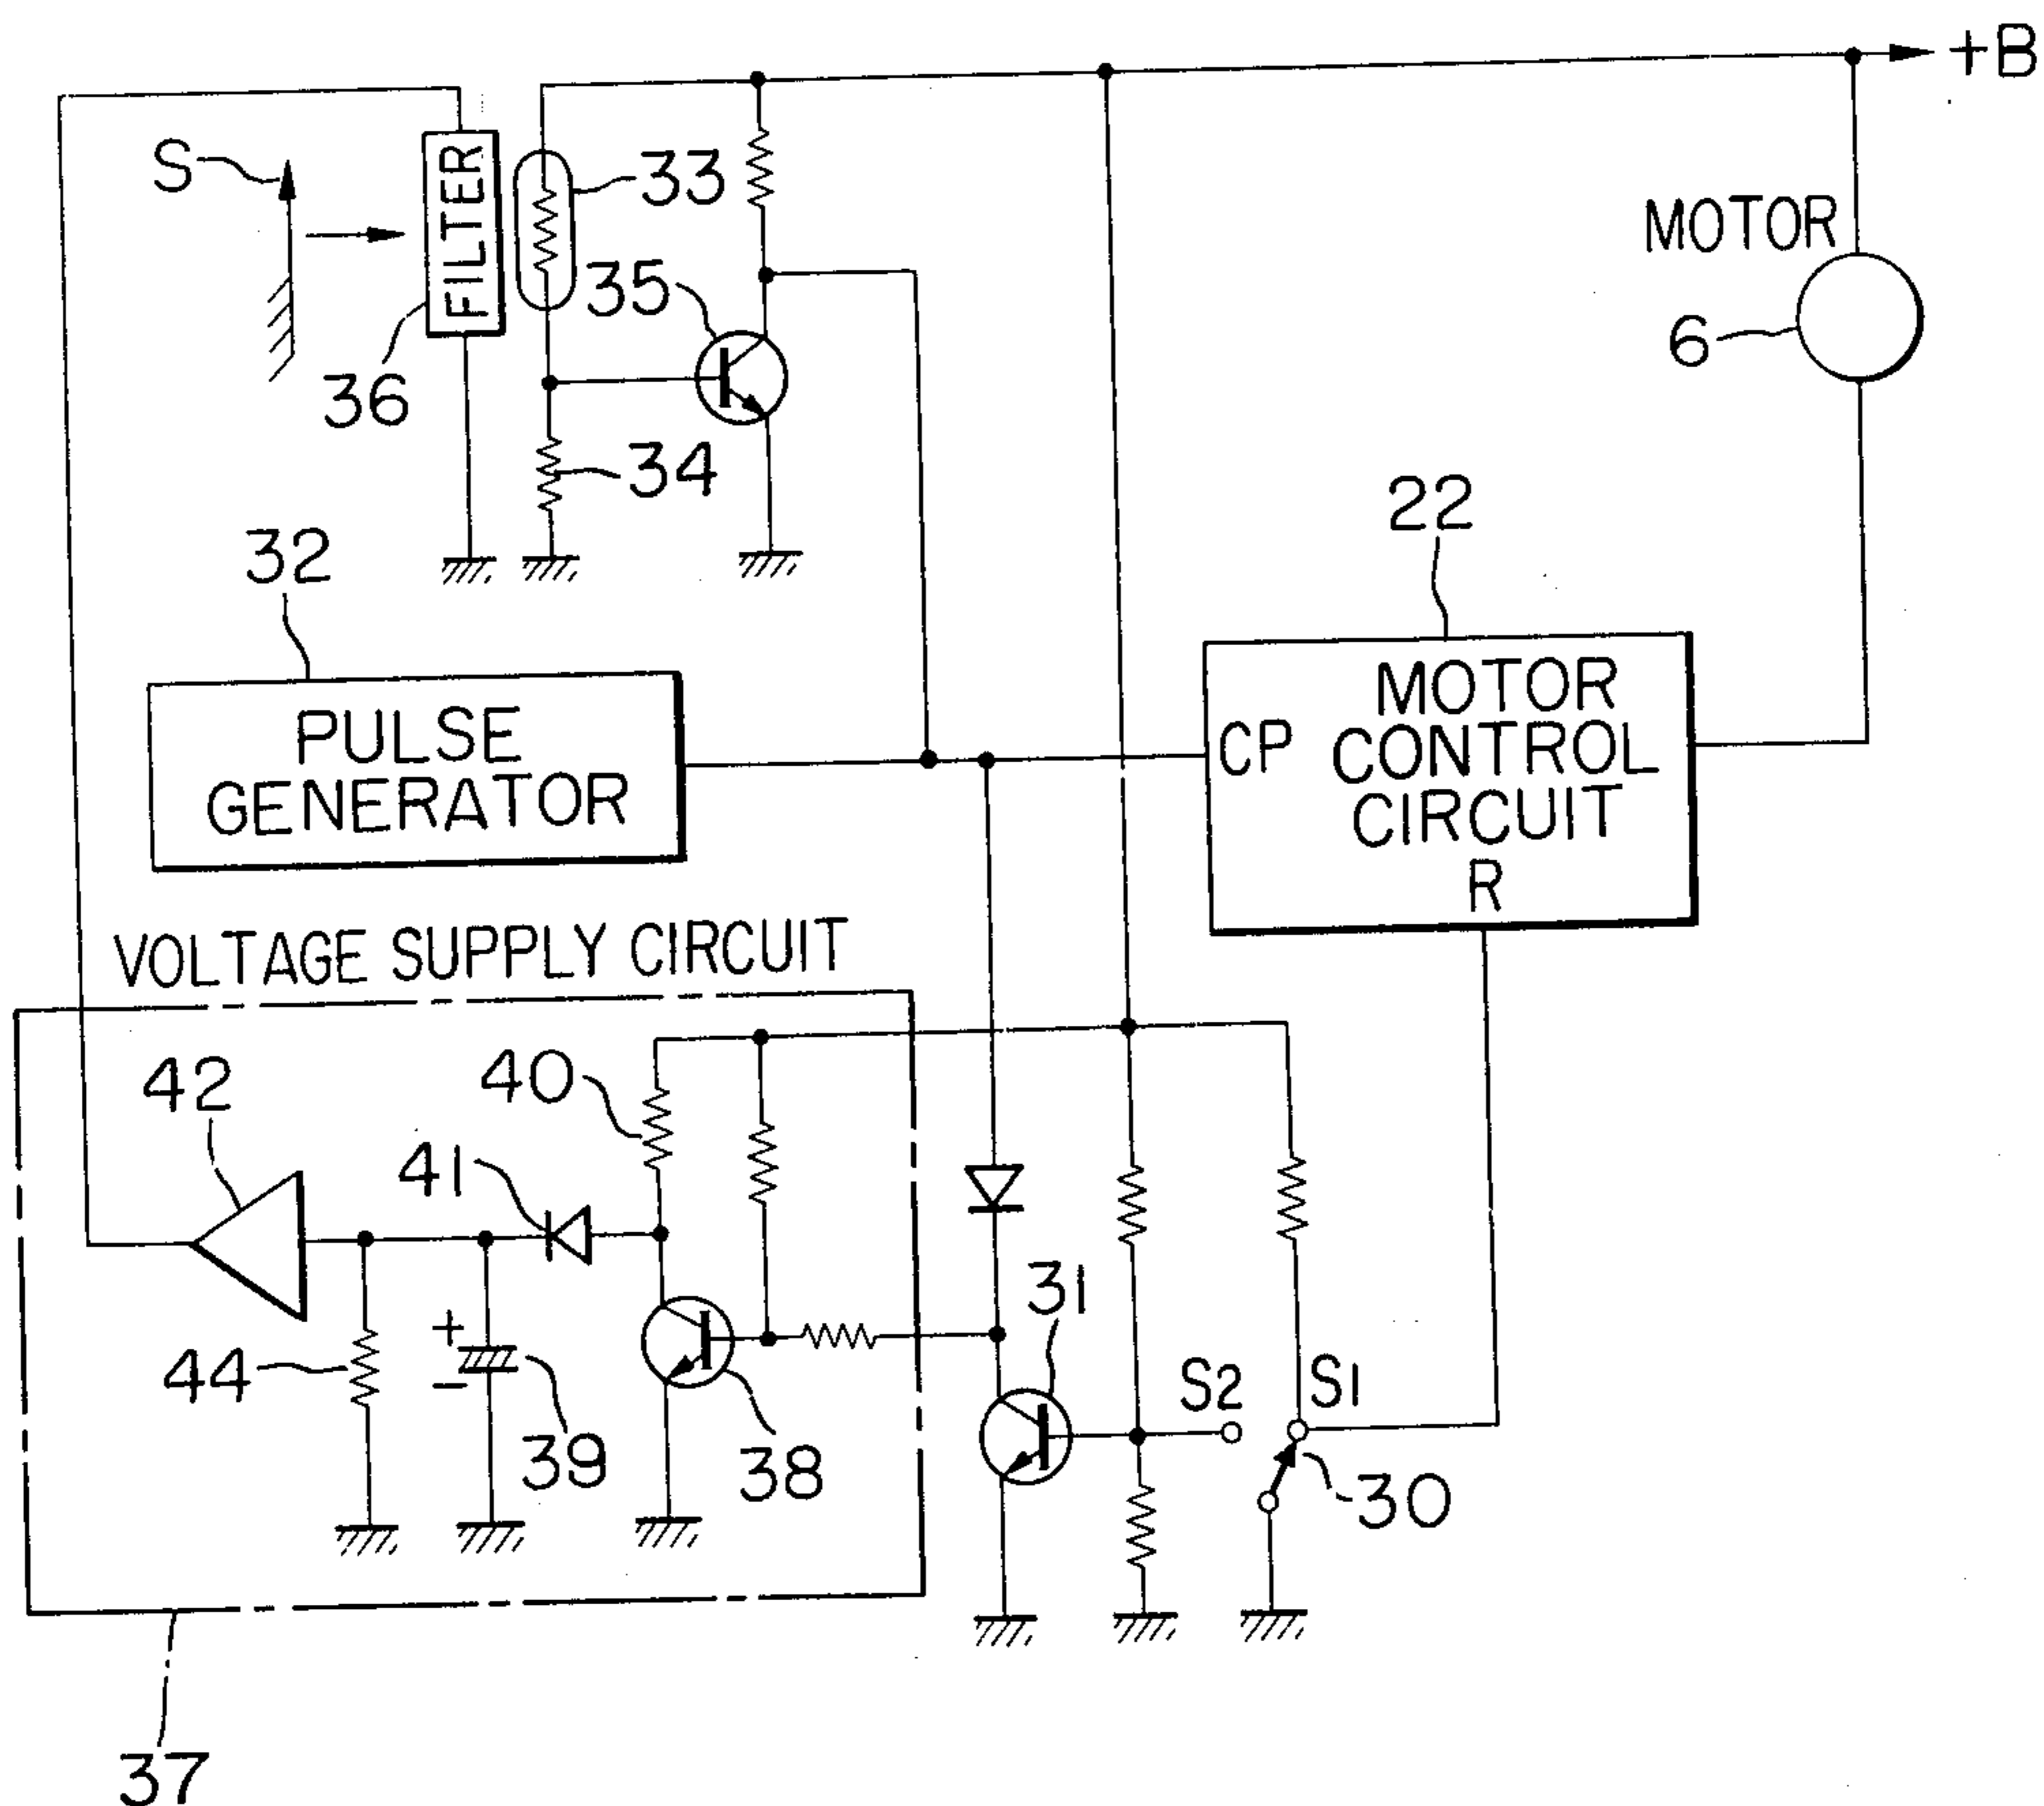 +B
S
FILTER
33
MOTOR
35
6
36
34
22
32
MOTOR
CP CONTROL
CIRCUIT
R
PULSE
GENERATOR
VOLTAGE SUPPLY CIRCUIT
42
40
41
31
+
-
44
S2
S1
39
38
30
37